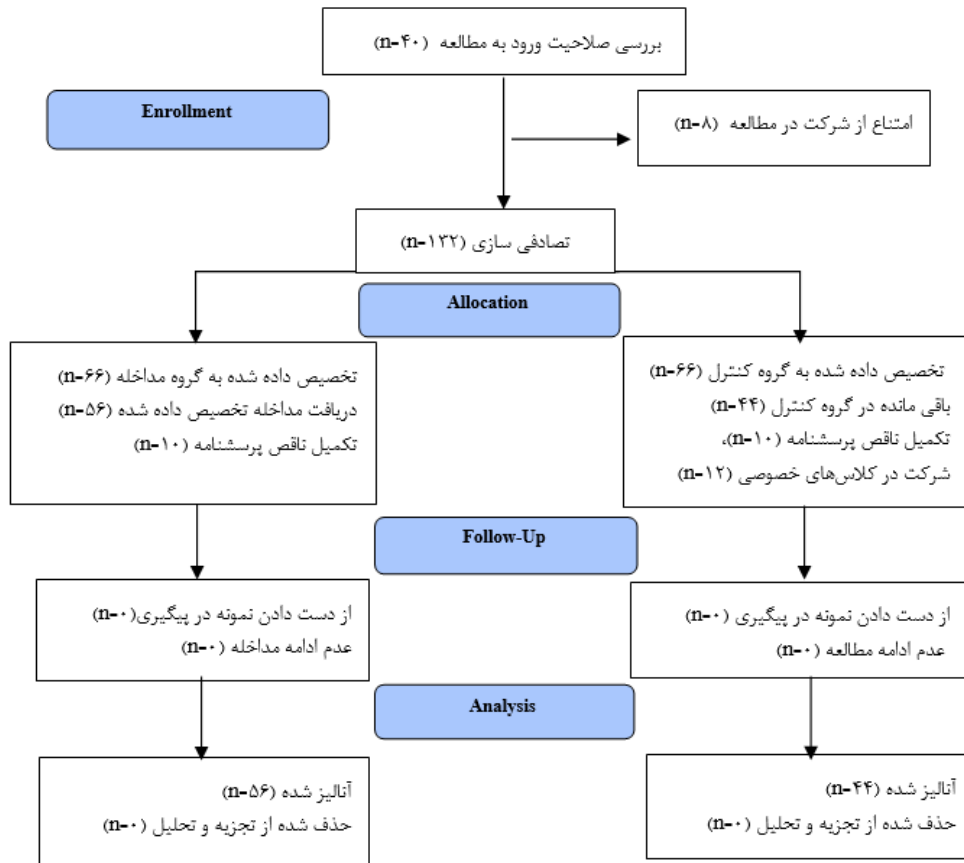 بررسی صلاحیت ورود به مطالعه (n-۴۰)
Enrollment
امتناع از شرکت در مطالعه (n-۸)
تصادفی سازی (n-۱۳۲)
Allocation
تخصیص داده شده به گروه کنترل (n-۶۶)
باقی مانده در گروه کنترل (n-۴۴)
تکمیل ناقص پرسشنامه (n-۱۰)،
شرکت در کلاس‌های خصوصی (n-۱۲)
تخصیص داده شده به گروه مداخله (n-۶۶)
دریافت مداخله تخصیص داده شده (n-۵۶)
تکمیل ناقص پرسشنامه (n-۱۰)
Follow-Up
از دست دادن نمونه در پیگیری (n-۰)
عدم ادامه مطالعه (n-۰)
از دست دادن نمونه در پیگیری(n-۰)
عدم ادامه مداخله (n-۰)
Analysis
آنالیز شده (n-۴۴)
حذف شده از تجزیه و تحلیل (n-۰)
آنالیز شده (n-۵۶)
حذف شده از تجزیه و تحلیل (n-۰)